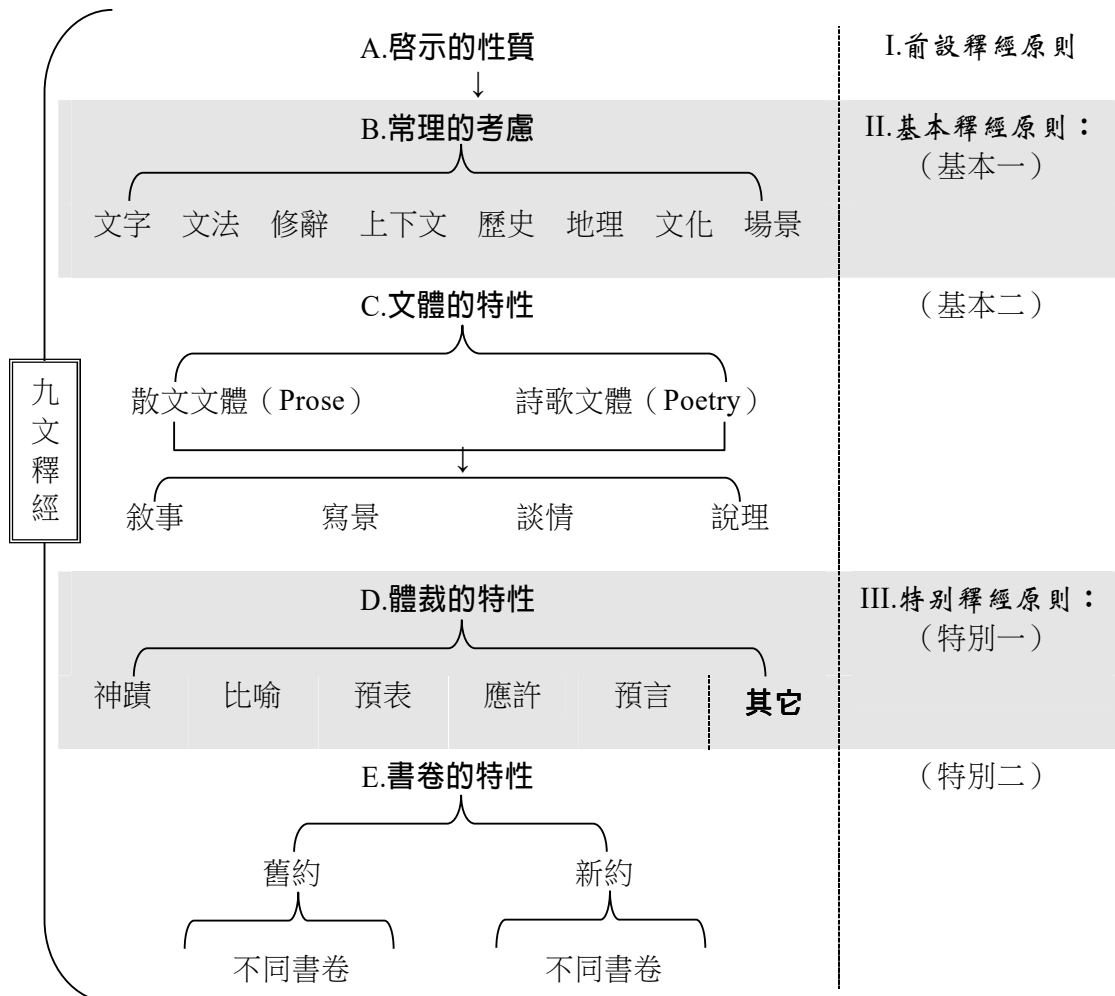 A.啓示的性質
I.前設釋經原則
↓
B.常理的考慮
II.基本釋經原則：
（基本一）
文字 文法 修辭 上下文 歷史 地理 文化 場景
C.文體的特性
（基本二）
九文釋經
散文文體（Prose） 詩歌文體（Poetry）
↓
敘事 寫景 談情 說理
D.體裁的特性
III.特別釋經原則：
（特別一）
神蹟 比喻 預表 應許 預言 其它
E.書卷的特性
（特別二）
舊約 新約
不同書卷 不同書卷